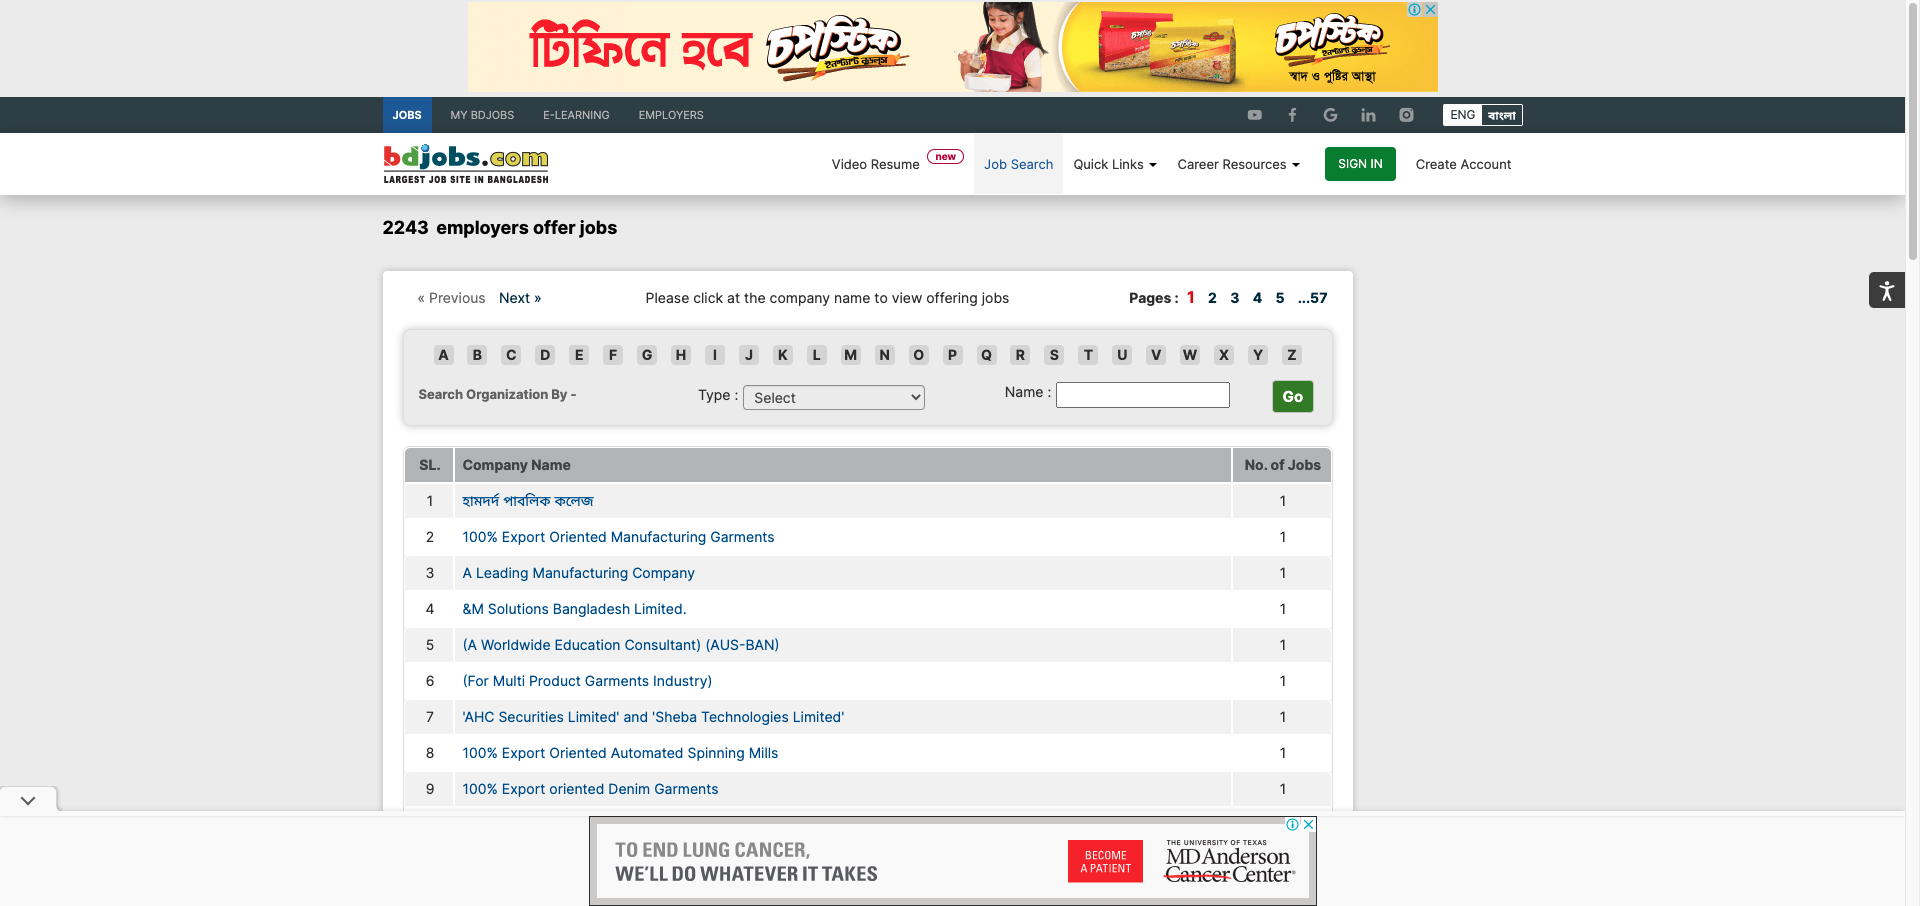 টিফিনে হবে চপস্টিক ইনস্ট্যান্ট নুডুলস
চপস্টিক চপস্টিক
চপস্টিক ইনস্ট্যান্ট নুডুলস
স্বাদ ও পুষ্টির আস্থা
JOBS MY BDJOBS E-LEARNING EMPLOYERS ENG বাংলা
bdjobs.com
LARGEST JOB SITE IN BANGLADESH
Video Resume new Job Search Quick Links Career Resources SIGN IN Create Account
2243 employers offer jobs
« Previous Next » Please click at the company name to view offering jobs Pages : 1 2 3 4 5 ...57
A B C D E F G H I J K L M N O P Q R S T U V W X Y Z
Search Organization By - Type : Select Name : Go
SL. Company Name No. of Jobs
1 হামদর্দ পাবলিক কলেজ 1
2 100% Export Oriented Manufacturing Garments 1
3 A Leading Manufacturing Company 1
4 &M Solutions Bangladesh Limited. 1
5 (A Worldwide Education Consultant) (AUS-BAN) 1
6 (For Multi Product Garments Industry) 1
7 'AHC Securities Limited' and 'Sheba Technologies Limited' 1
8 100% Export Oriented Automated Spinning Mills 1
9 100% Export oriented Denim Garments 1
TO END LUNG CANCER,
WE'LL DO WHATEVER IT TAKES
BECOME
A PATIENT
THE UNIVERSITY OF TEXAS
MD Anderson
Cancer Center